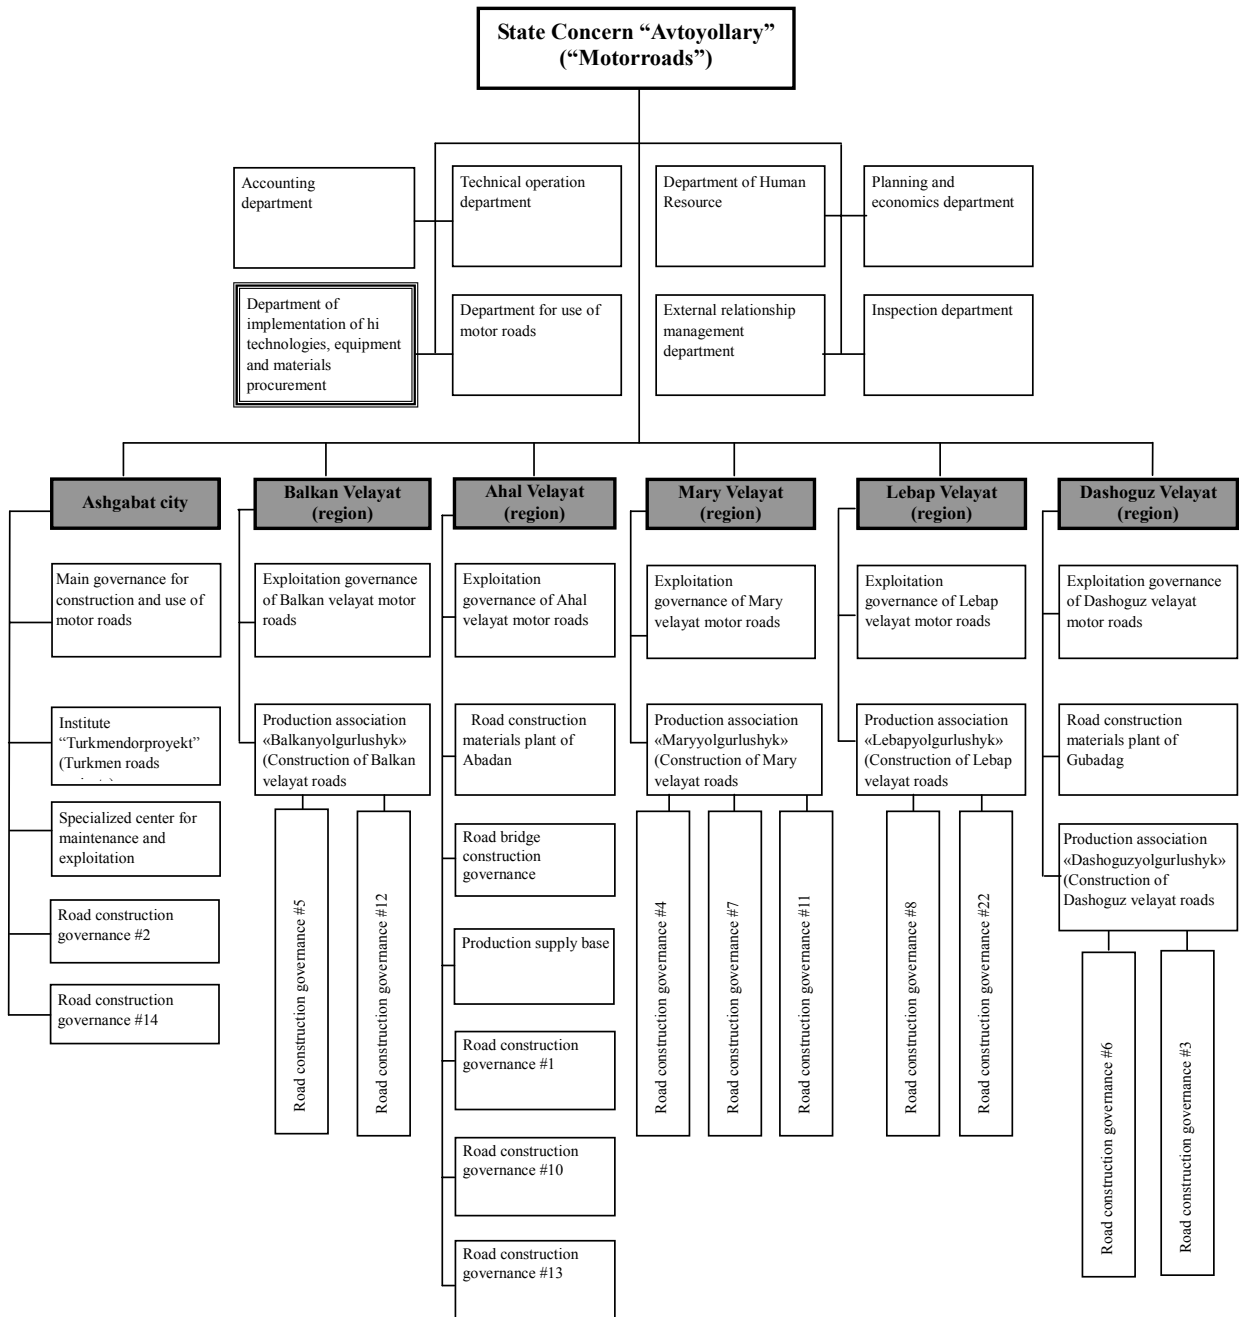 State Concern “Avtoyollary”
(“Motorroads”)
Accounting
department
Technical operation
department
Department of Human
Resource
Planning and
economics department
Department of
implementation of hi
technologies, equipment
and materials
procurement
Department for use of
motor roads
External relationship
management
department
Inspection department
Ashgabat city
Main governance for
construction and use of
motor roads
Institute
“Turkmendorproyekt”
(Turkmen roads
Specialized center for
maintenance and
exploitation
Road construction
governance #2
Road construction
governance #14
Balkan Velayat
(region)
Exploitation governance
of Balkan velayat motor
roads
Production association
«Balkanyolgurlushyk»
(Construction of Balkan
velayat roads
Road construction governance #5
Road construction governance #12
Ahal Velayat
(region)
Exploitation
governance of Ahal
velayat motor roads
Road construction
materials plant of
Abadan
Road bridge
construction
governance
Production supply base
Road construction
governance #1
Road construction
governance #10
Road construction
governance #13
Mary Velayat
(region)
Exploitation
governance of Mary
velayat motor roads
Production association
«Maryyolgurlushyk»
(Construction of Mary
velayat roads
Road construction governance #4
Road construction governance #7
Road construction governance #11
Lebap Velayat
(region)
Exploitation
governance of Lebap
velayat motor roads
Production association
«Lebapyolgurlushyk»
(Construction of Lebap
velayat roads
Road construction governance #8
Road construction governance #22
Dashoguz Velayat
(region)
Exploitation governance
of Dashoguz velayat
motor roads
Road construction
materials plant of
Gubadag
Production association
«Dashoguzyolgurlushyk»
(Construction of
Dashoguz velayat roads
Road construction governance #6
Road construction governance #3